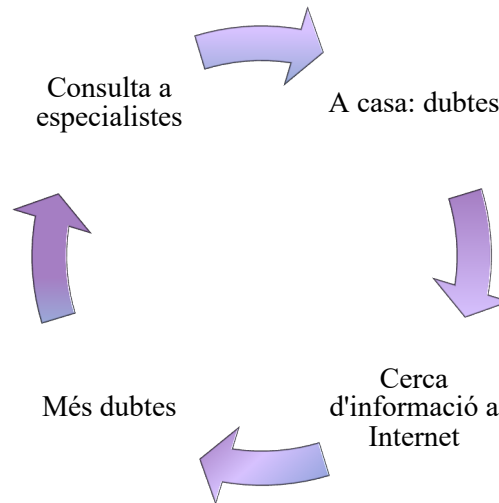 Consulta a
especialistes
A casa: dubtes
Cerca
d'informació a
Internet
Més dubtes